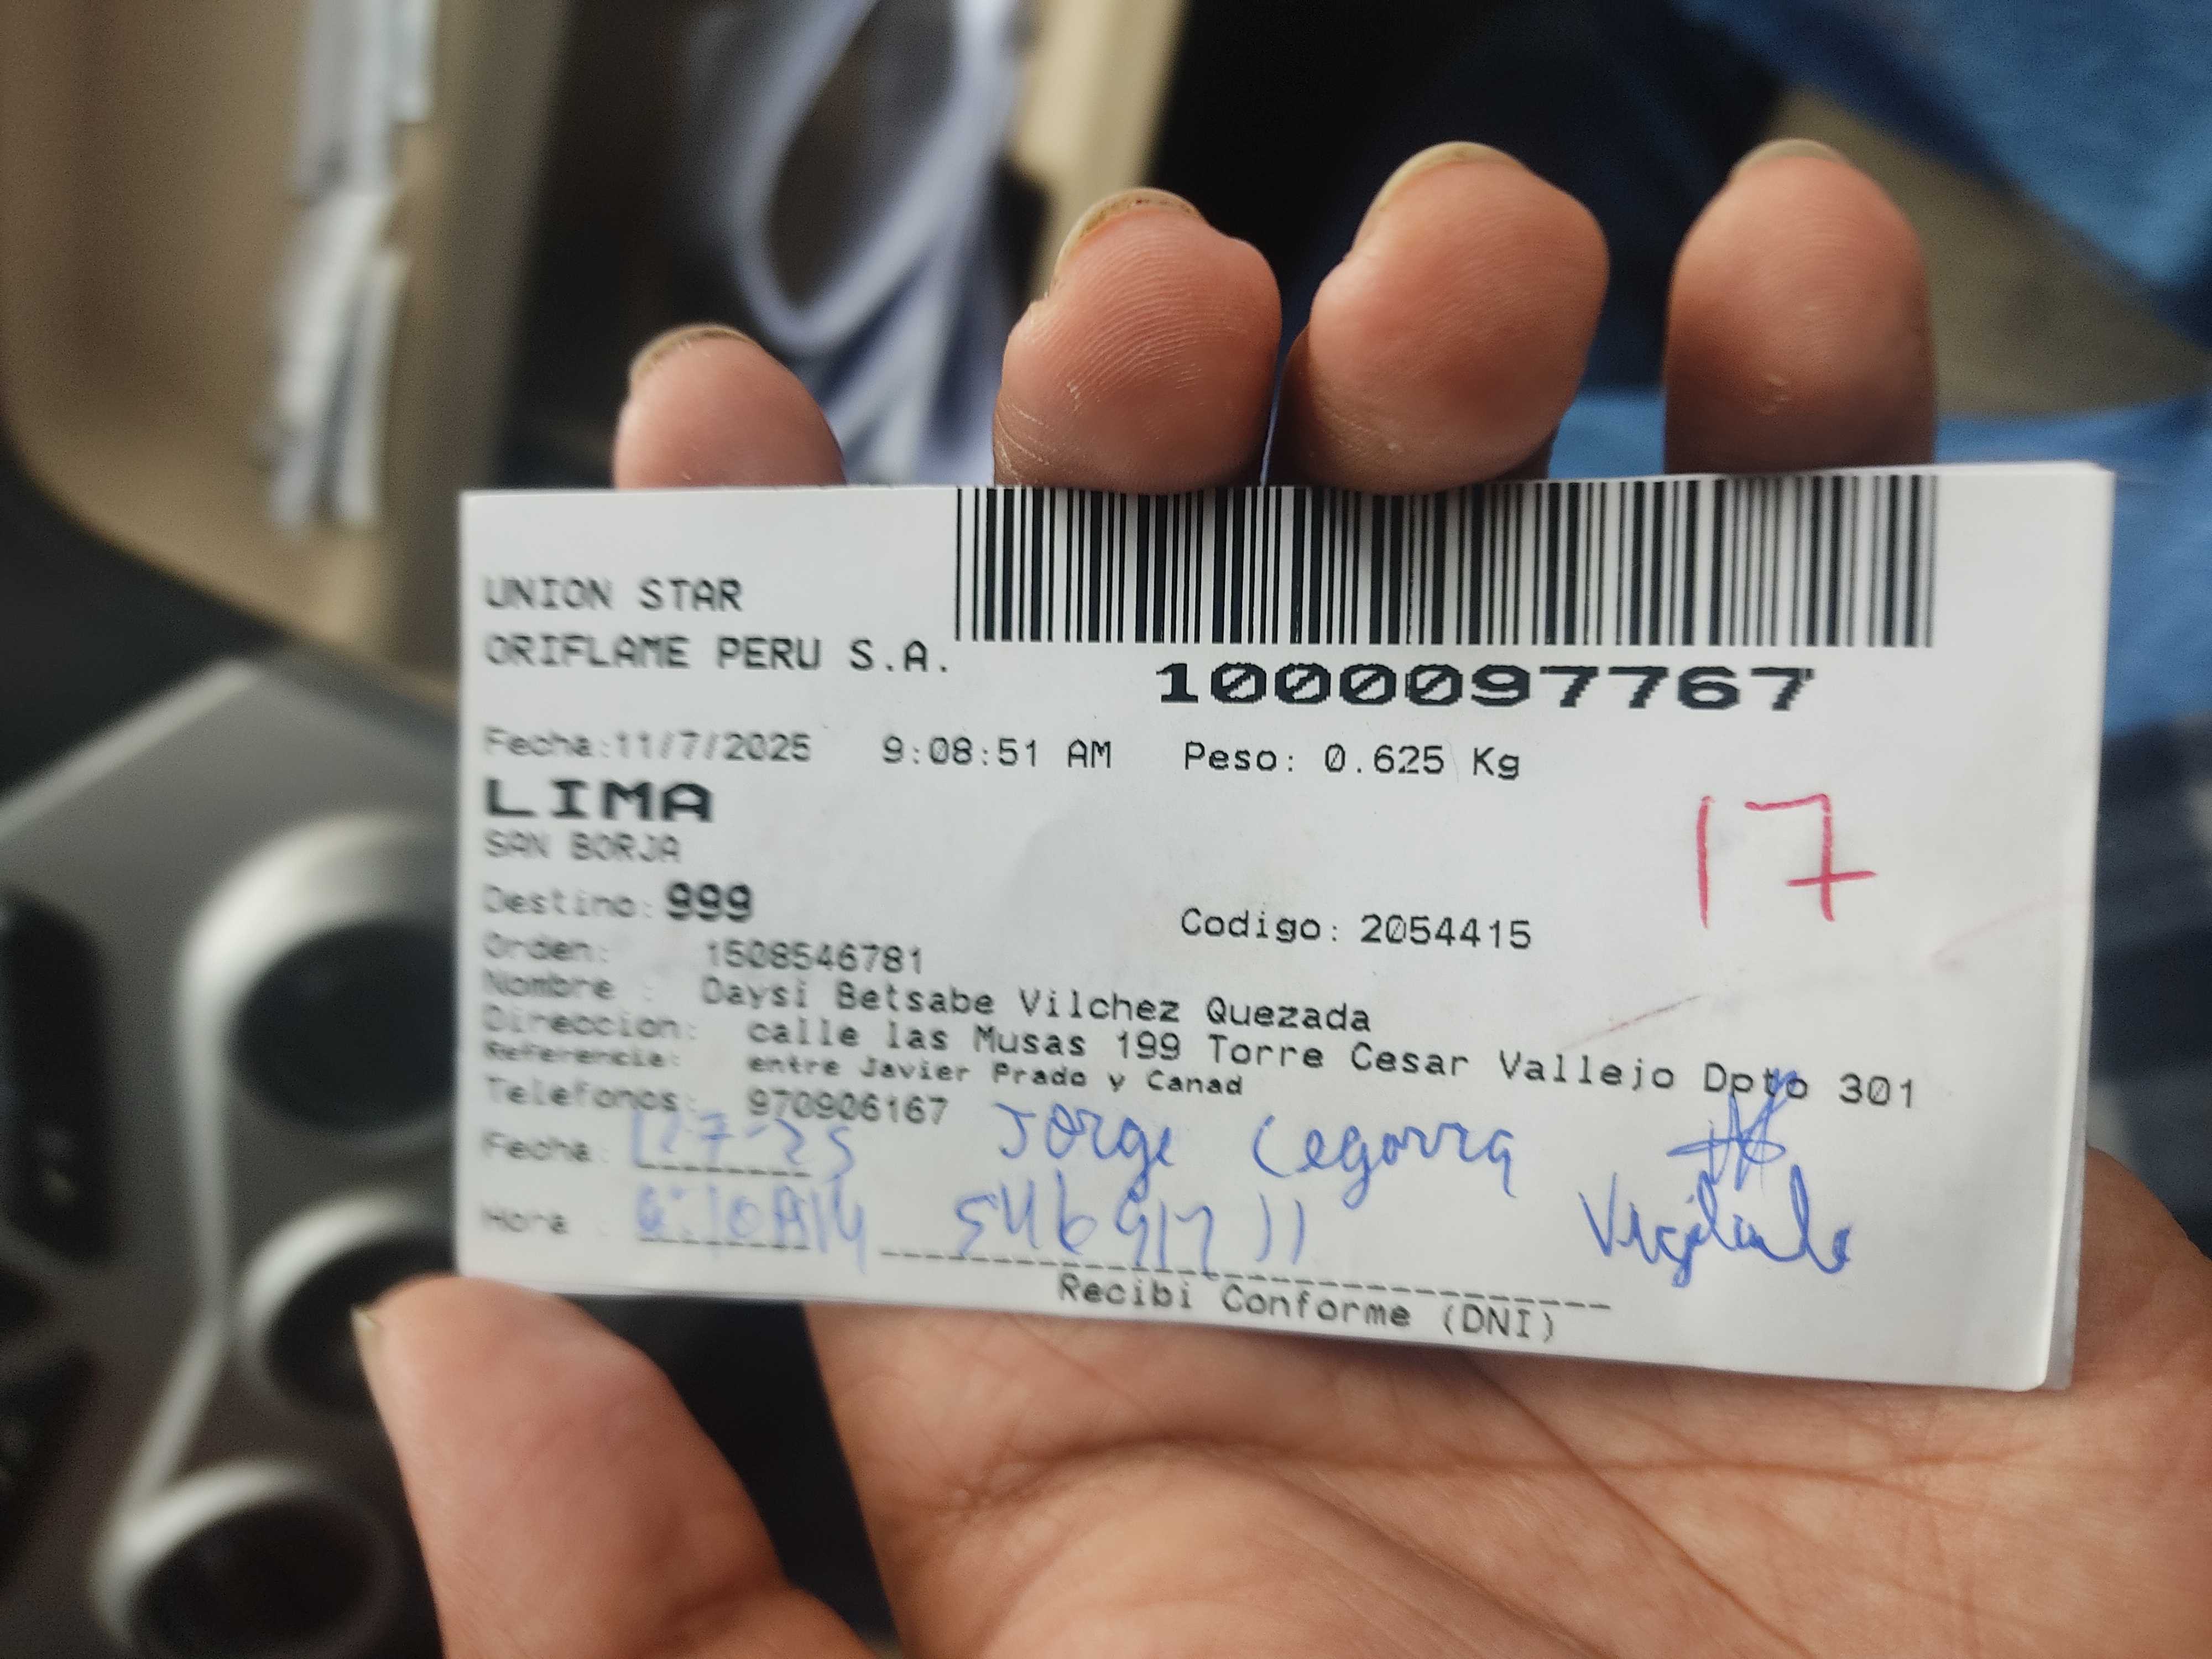 UNION STAR
ORIFLAME PERU S.A.
1000097767
Fecha:11/7/2025 9:08:51 AM Peso: 0.625 Kg
LIMA
17
SAN BORJA
Destino: 999
Codigo: 2054415
Orden: 1508546781
Nombre : Daysi Betsabe Vilchez Quezada
Direccion: calle las Musas 199 Torre Cesar Vallejo Dpto 301
Referencia: entre Javier Prado y Canad
Telefonos: 970906167
Fecha: 12-7-25 Jorge Cegarra
Hora : :10AM Vigilante
Recibi Conforme (DNI)